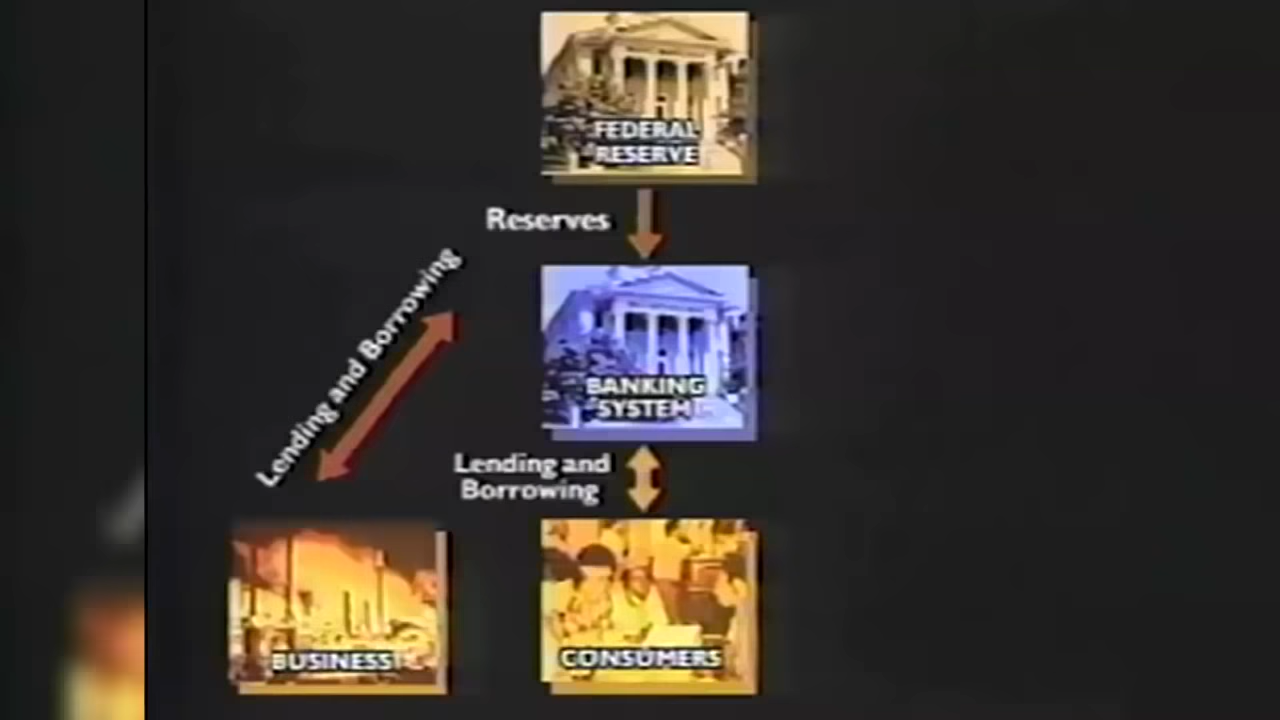 FEDERAL
RESERVE
Reserves
Lending and Borrowing
BANKING
SYSTEM
Lending and
Borrowing
BUSINESS
CONSUMERS